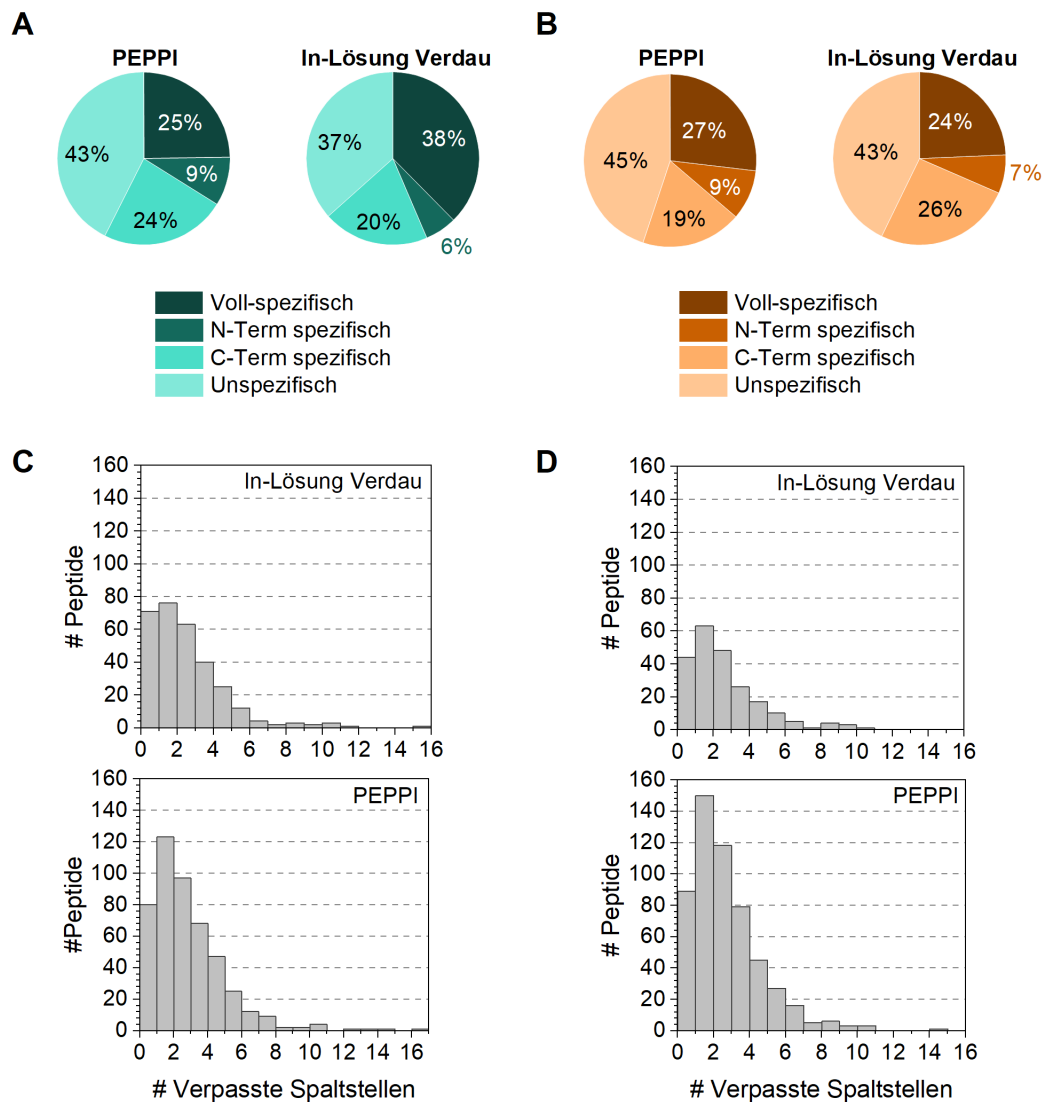 A
B
PEPPI
In-Lösung Verdau
PEPPI
In-Lösung Verdau
25%
9%
24%
43%
38%
6%
20%
37%
27%
9%
19%
45%
24%
7%
26%
43%
Voll-spezifisch
N-Term spezifisch
C-Term spezifisch
Unspezifisch
Voll-spezifisch
N-Term spezifisch
C-Term spezifisch
Unspezifisch
C
In-Lösung Verdau
# Peptide
160
140
120
100
80
60
40
20
0
0 2 4 6 8 10 12 14 16
PEPPI
#Peptide
160
140
120
100
80
60
40
20
0
0 2 4 6 8 10 12 14 16
# Verpasste Spaltstellen
D
In-Lösung Verdau
# Peptide
160
140
120
100
80
60
40
20
0
0 2 4 6 8 10 12 14 16
PEPPI
# Peptide
160
140
120
100
80
60
40
20
0
0 2 4 6 8 10 12 14 16
# Verpasste Spaltstellen